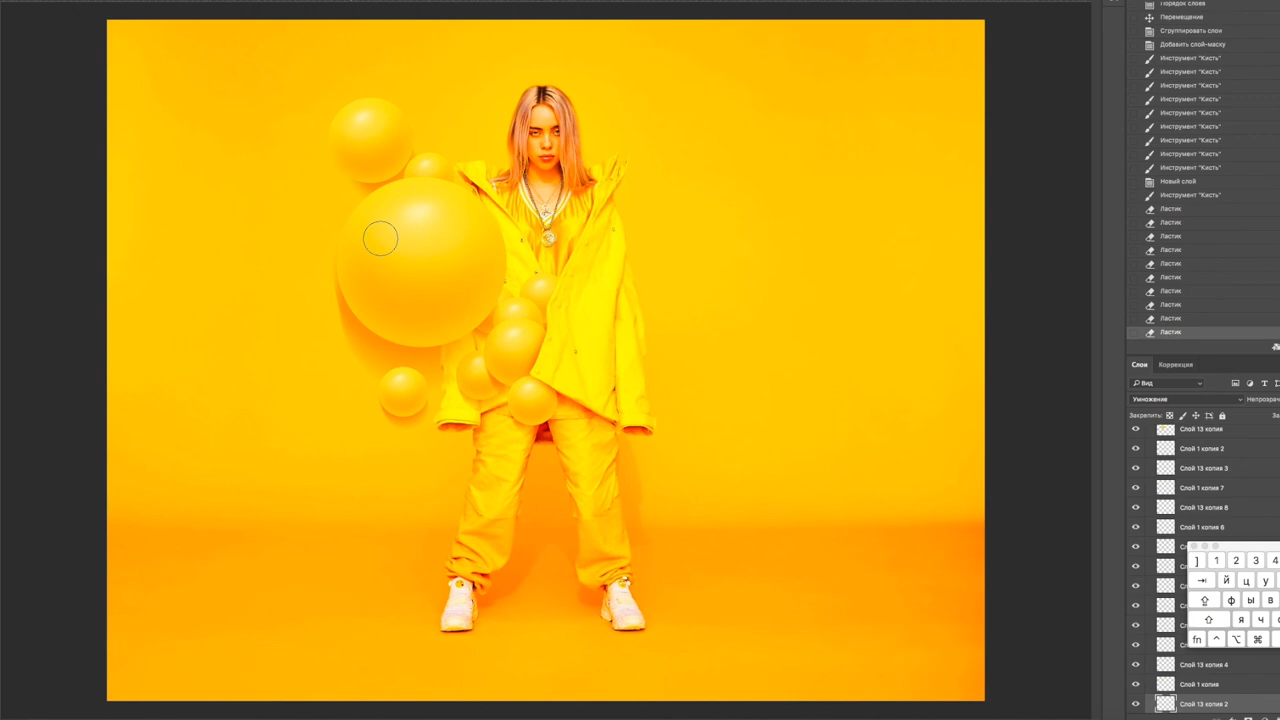 Порядок слоев
Перемещение
Сгруппировать слои
Добавить слой-маску
Инструмент "Кисть"
Инструмент "Кисть"
Инструмент "Кисть"
Инструмент "Кисть"
Инструмент "Кисть"
Инструмент "Кисть"
Инструмент "Кисть"
Инструмент "Кисть"
Инструмент "Кисть"
Новый слой
Инструмент "Кисть"
Ластик
Ластик
Ластик
Ластик
Ластик
Ластик
Ластик
Ластик
Ластик
Ластик
Слои Коррекция
Вид
Умножение Непрозрач
Закрепить: За
Слой 13 копия
Слой 1 копия 2
Слой 13 копия 3
Слой 1 копия 7
Слой 13 копия 8
Слой 1 копия 6
] 1 2 3 4
й ц у
ф ы в
я ч
fn
Слой 13 копия 4
Слой 1 копия
Слой 13 копия 2